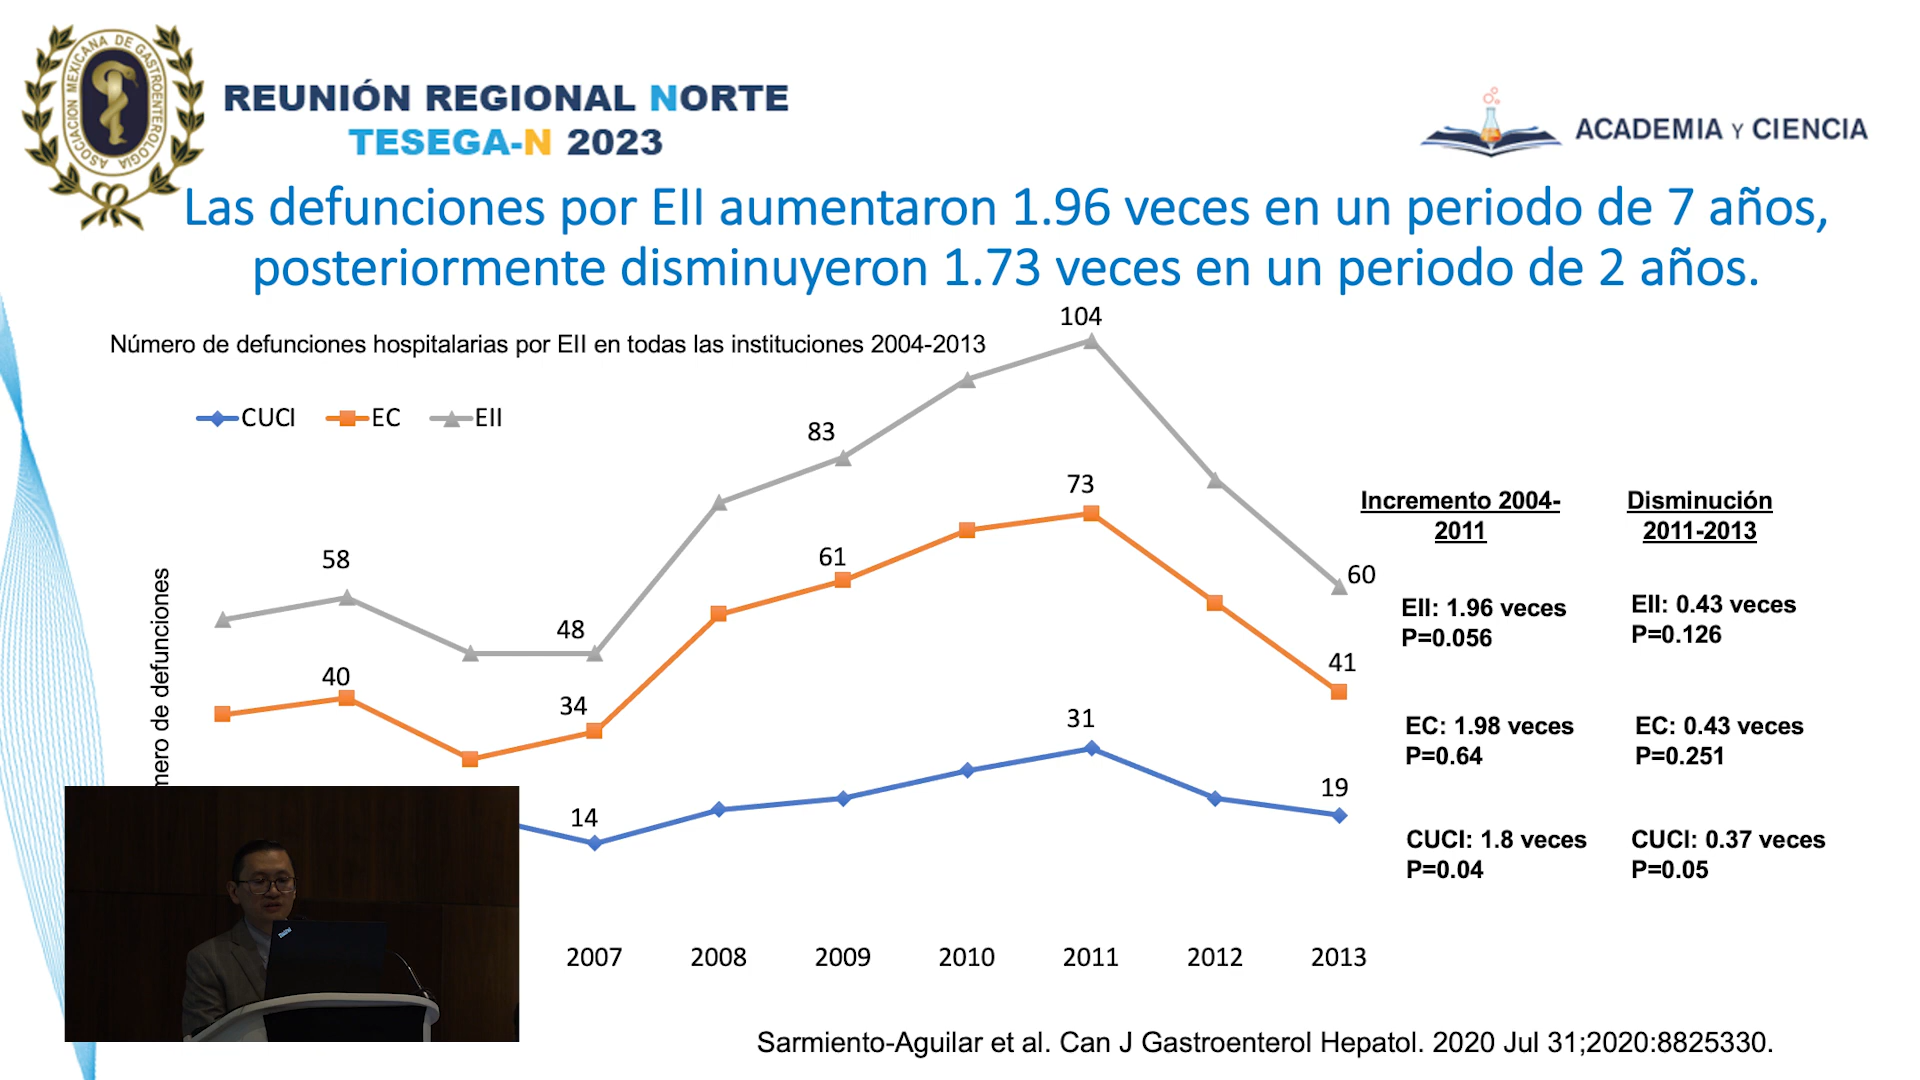 ASOCIACION MEXICANA DE GASTROENTEROLOGIA
REUNIÓN REGIONAL NORTE
TESEGA-N 2023
ACADEMIA Y CIENCIA
Las defunciones por EII aumentaron 1.96 veces en un periodo de 7 años,
posteriormente disminuyeron 1.73 veces en un periodo de 2 años.
Número de defunciones hospitalarias por EII en todas las instituciones 2004-2013
CUCI EC EII
mero de defunciones
58
48
83
104
60
40
34
61
73
41
14
31
19
2007 2008 2009 2010 2011 2012 2013
Incremento 2004-
2011
EII: 1.96 veces
P=0.056
EC: 1.98 veces
P=0.64
CUCI: 1.8 veces
P=0.04
Disminución
2011-2013
EII: 0.43 veces
P=0.126
EC: 0.43 veces
P=0.251
CUCI: 0.37 veces
P=0.05
ThinkPad
Sarmiento-Aguilar et al. Can J Gastroenterol Hepatol. 2020 Jul 31;2020:8825330.